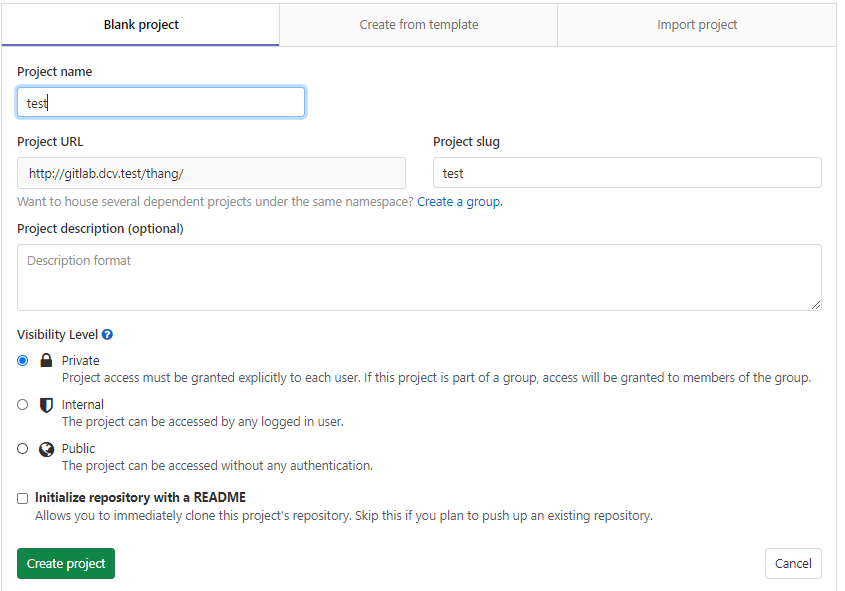 Blank project
Create from template
Import project
Project name
test
Project URL
Project slug
http://gitlab.dcv.test/thang/
test
Want to house several dependent projects under the same namespace? Create a group.
Project description (optional)
Description format
Visibility Level ?
Private
Project access must be granted explicitly to each user. If this project is part of a group, access will be granted to members of the group.
Internal
The project can be accessed by any logged in user.
Public
The project can be accessed without any authentication.
Initialize repository with a README
Allows you to immediately clone this project's repository. Skip this if you plan to push up an existing repository.
Create project
Cancel